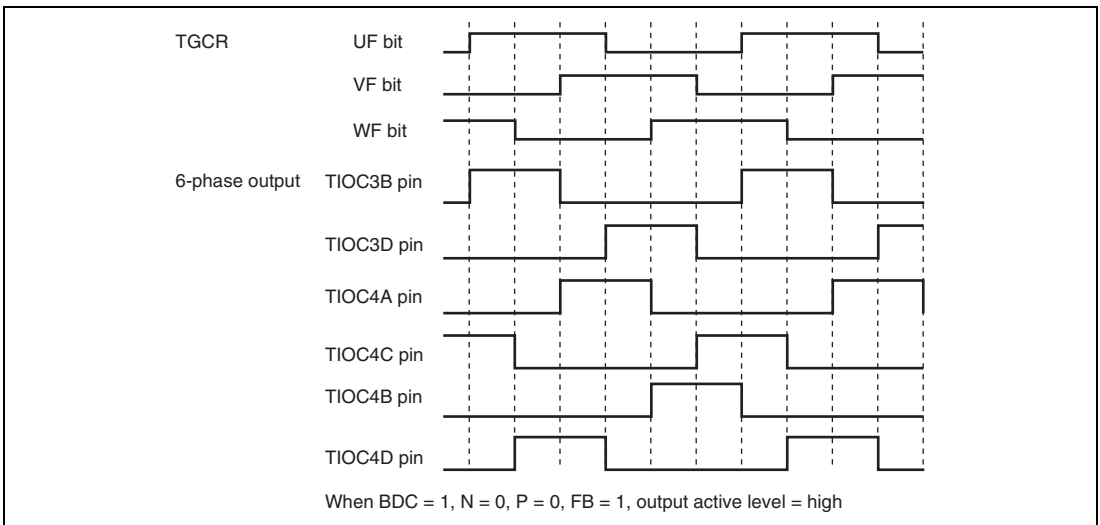 TGCR UF bit
VF bit
WF bit
6-phase output TIOC3B pin
TIOC3D pin
TIOC4A pin
TIOC4C pin
TIOC4B pin
TIOC4D pin
When BDC = 1, N = 0, P = 0, FB = 1, output active level = high